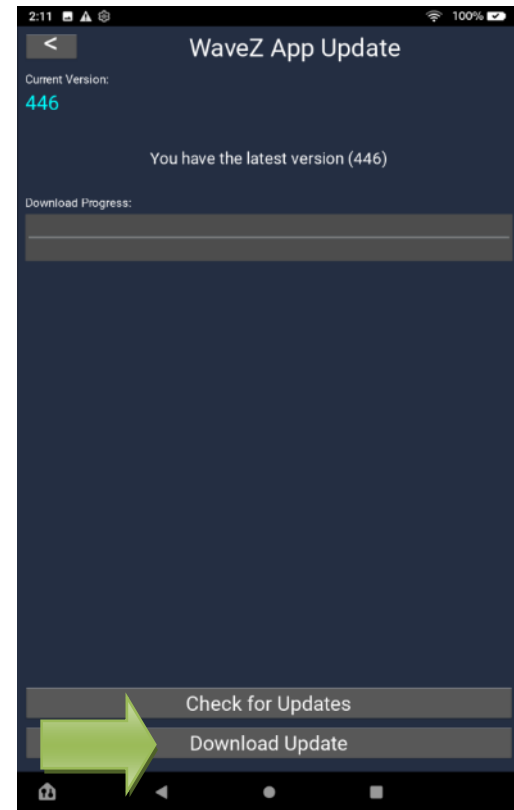 2:11 100%
< WaveZ App Update
Current Version:
446
You have the latest version (446)
Download Progress:
Check for Updates
Download Update